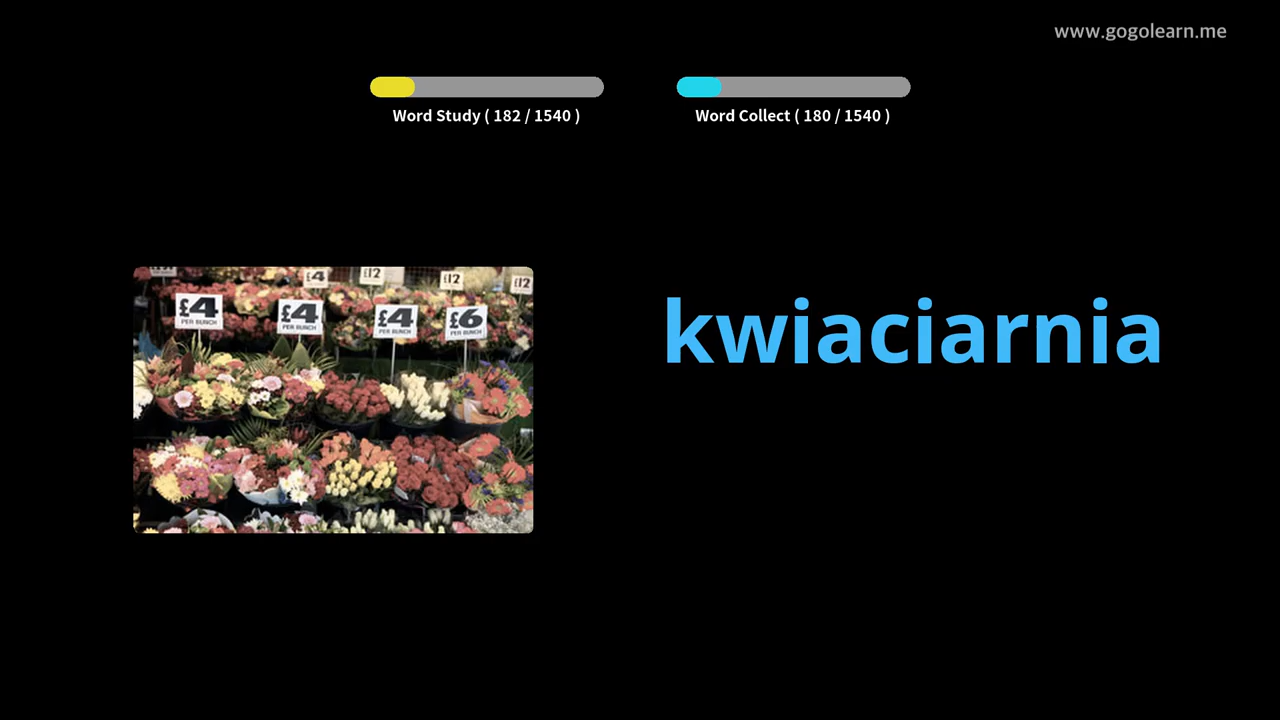 www.gogolearn.me
Word Study ( 182 / 1540 )
Word Collect ( 180 / 1540 )
£4
£12
£12
£12
£4 PER BUNCH
£4 PER BUNCH
£4 PER BUNCH
£6 PER BUNCH
kwiaciarnia